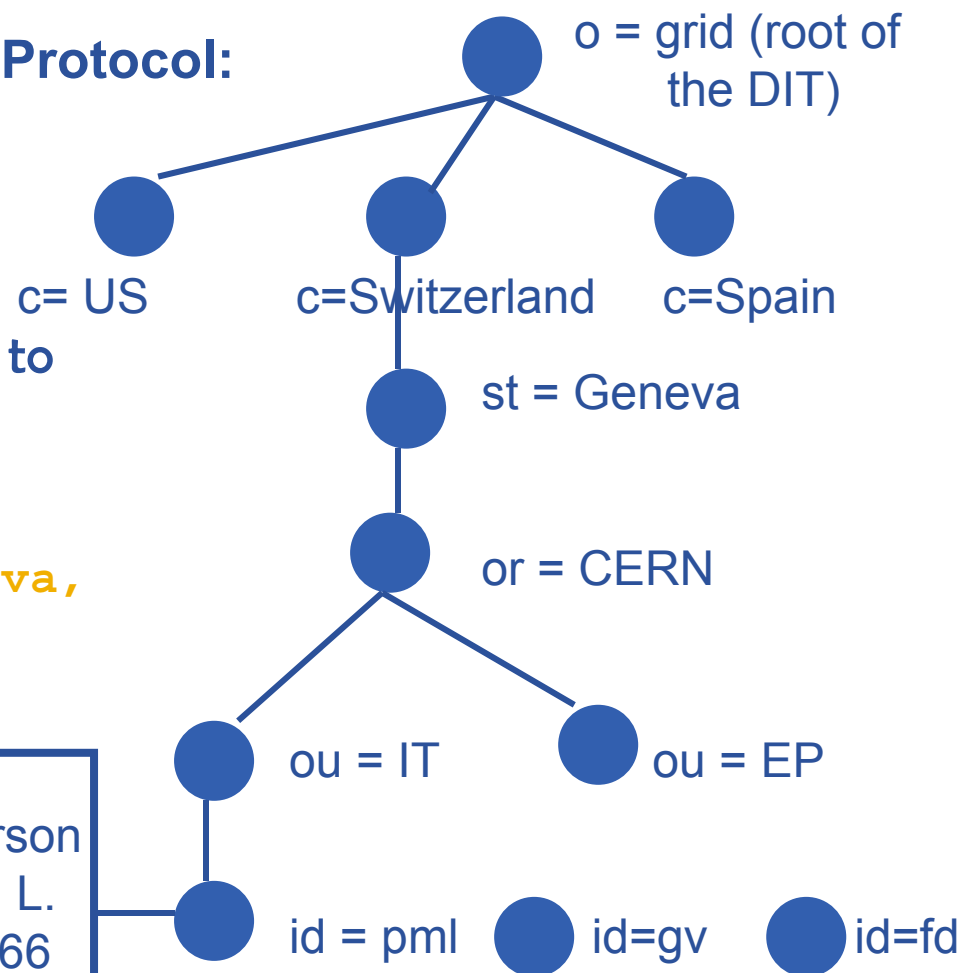 Protocol:
o = grid (root of
the DIT)
c= US
c=Switzerland
c=Spain
to
st = Geneva
or = CERN
va,
ou = IT
ou = EP
rson
L.
66
id = pml
id=gv
id=fd